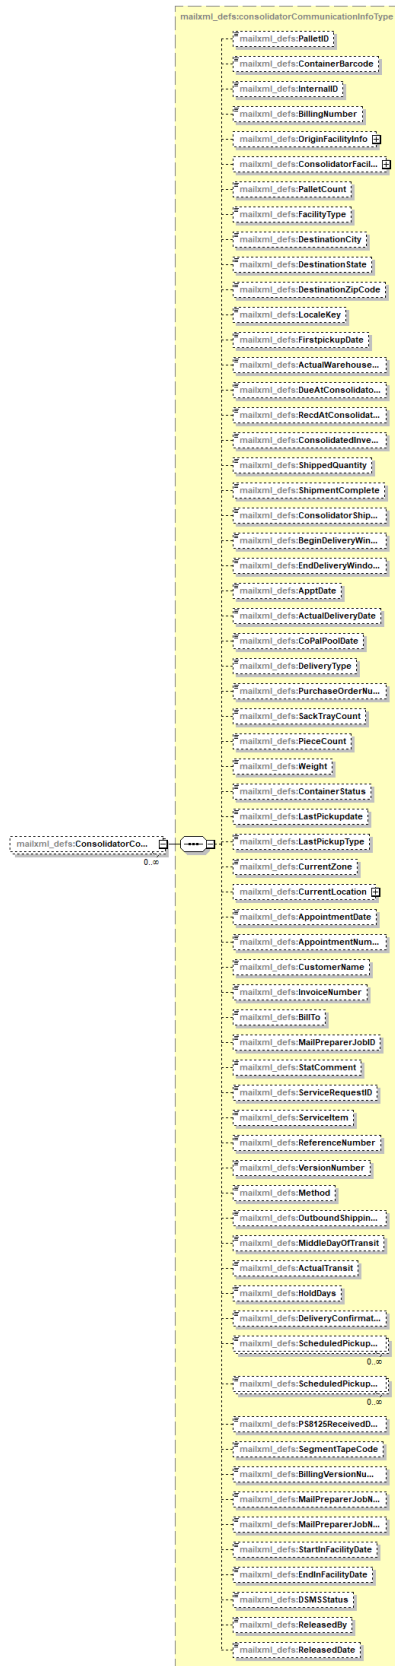 mailxml_defs:consolidatorCommunicationInfoType
mailxml_defs:PalletID
mailxml_defs:ContainerBarcode
mailxml_defs:InternalID
mailxml_defs:BillingNumber
mailxml_defs:OriginFacilityInfo
mailxml_defs:ConsolidatorFacil...
mailxml_defs:PalletCount
mailxml_defs:FacilityType
mailxml_defs:DestinationCity
mailxml_defs:DestinationState
mailxml_defs:DestinationZipCode
mailxml_defs:LocaleKey
mailxml_defs:FirstpickupDate
mailxml_defs:ActualWarehouse...
mailxml_defs:DueAtConsolidato...
mailxml_defs:RecdAtConsolidat...
mailxml_defs:ConsolidatedInve...
mailxml_defs:ShippedQuantity
mailxml_defs:ShipmentComplete
mailxml_defs:ConsolidatorShip...
mailxml_defs:BeginDeliveryWin...
mailxml_defs:EndDeliveryWindo...
mailxml_defs:ApptDate
mailxml_defs:ActualDeliveryDate
mailxml_defs:CoPalPoolDate
mailxml_defs:DeliveryType
mailxml_defs:PurchaseOrderNu...
mailxml_defs:SackTrayCount
mailxml_defs:PieceCount
mailxml_defs:Weight
mailxml_defs:ContainerStatus
mailxml_defs:LastPickupdate
mailxml_defs:LastPickupType
mailxml_defs:ConsolidatorCo...
0..∞
mailxml_defs:CurrentZone
mailxml_defs:CurrentLocation
mailxml_defs:AppointmentDate
mailxml_defs:AppointmentNum...
mailxml_defs:CustomerName
mailxml_defs:InvoiceNumber
mailxml_defs:BillTo
mailxml_defs:MailPreparerJobID
mailxml_defs:StatComment
mailxml_defs:ServiceRequestID
mailxml_defs:ServiceItem
mailxml_defs:ReferenceNumber
mailxml_defs:VersionNumber
mailxml_defs:Method
mailxml_defs:OutboundShippin...
mailxml_defs:MiddleDayOfTransit
mailxml_defs:ActualTransit
mailxml_defs:HoldDays
mailxml_defs:DeliveryConfirmat...
mailxml_defs:ScheduledPickup...
0..∞
mailxml_defs:ScheduledPickup...
0..∞
mailxml_defs:PS8125ReceivedD...
mailxml_defs:SegmentTapeCode
mailxml_defs:BillingVersionNu...
mailxml_defs:MailPreparerJobN...
mailxml_defs:MailPreparerJobN...
mailxml_defs:StartInFacilityDate
mailxml_defs:EndInFacilityDate
mailxml_defs:DSMSStatus
mailxml_defs:ReleasedBy
mailxml_defs:ReleasedDate